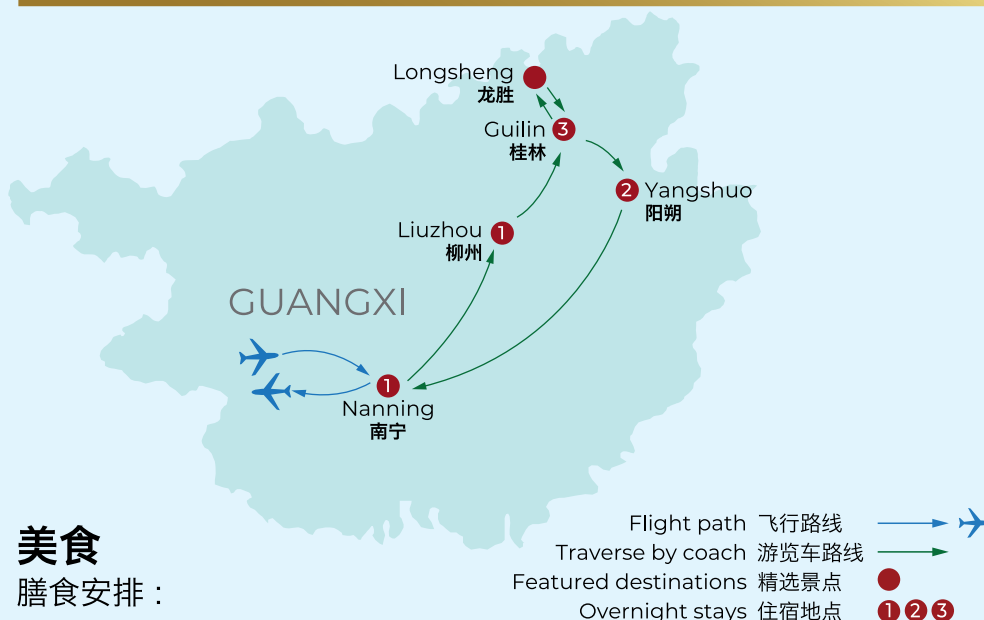 Longsheng
龙胜
Guilin
桂林
3
2
Yangshuo
阳朔
Liuzhou
柳州
1
GUANGXI
1
Nanning
南宁
美食
膳食安排：
Flight path 飞行路线
Traverse by coach 游览车路线
Featured destinations 精选景点
Overnight stays 住宿地点 1 2 3